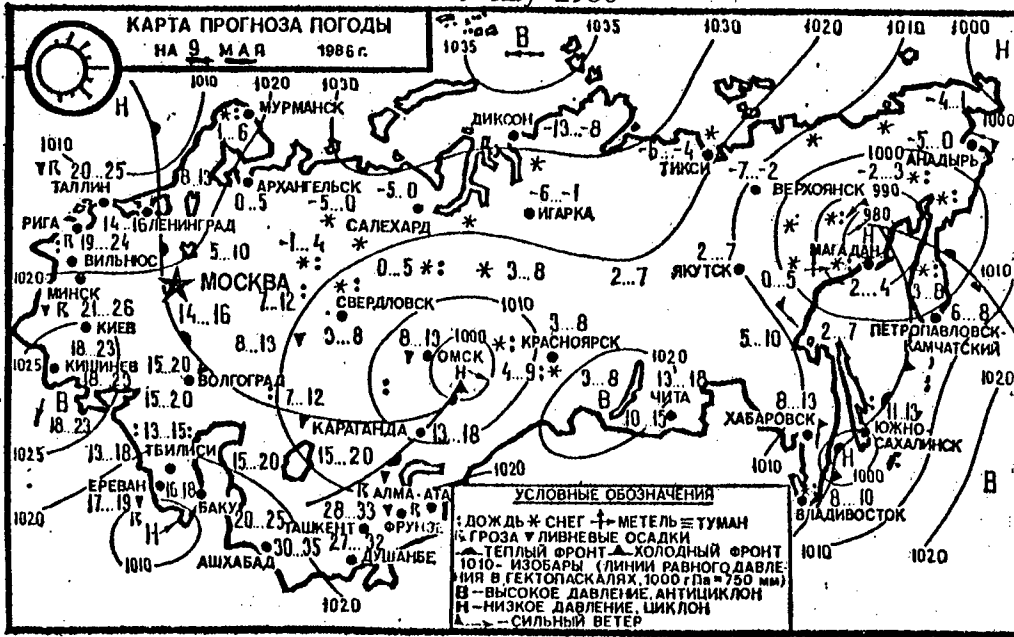 КАРТА ПРОГНОЗА ПОГОДЫ
НА 9 МАЯ 1986 г.
1035 В 1035 1030 1020 1010 1000 Н
Н 1010 1020 1030
МУРМАНСК
1...6
ДИКСОН
-13...-8
-4...1
1000
1010
20...25
ТАЛЛИН
8...13
АРХАНГЕЛЬСК
0...5
-5...0
-5...0
САЛЕХАРД
-6...-1
ИГАРКА
-6...-4
ТИКСИ
-7...-2
ВЕРХОЯНСК
1000
-2...3
990
980
Н
-5...0
АНАДЫРЬ
РИГА
14...16
ЛЕНИНГРАД
19...24
ВИЛЬНЮС
5...10
-1...4
МОСКВА
7...12
0...5
3...8
2...7
2...7
ЯКУТСК
0...5
МАГАДАН
2...4
3...8
1010
1020
МИНСК
21...26
КИЕВ
14...16
СВЕРДЛОВСК
3...8
8...13
1010
1000
8...13
ОМСК
Н
3...8
КРАСНОЯРСК
4...9
5...10
2...7
6...8
ПЕТРОПАВЛОВСК-
КАМЧАТСКИЙ
1025
18...23
КИШИНЕВ
18...23
15...20
ВОЛГОГРАД
15...20
7...12
КАРАГАНДА
13...18
3...8
В
1020
13...18
ЧИТА
10...15
8...13
ХАБАРОВСК
1020
В
18...23
1025
13...15
ТБИЛИСИ
13...18
15...20
15...20
1020
11...13
ЮЖНО-
САХАЛИНСК
Н
1000
1010
8...10
ВЛАДИВОСТОК
В
ЕРЕВАН
17...19
16...18
БАКУ
20...25
АЛМА-АТА
28...33
ТАШКЕНТ
ФРУНЗЕ
27...32
ДУШАНБЕ
30...35
АШХАБАД
1020
Н
1010
1020
1010
1020
УСЛОВНЫЕ ОБОЗНАЧЕНИЯ
ДОЖДЬ СНЕГ МЕТЕЛЬ ТУМАН
ГРОЗА ЛИВНЕВЫЕ ОСАДКИ
ТЕПЛЫЙ ФРОНТ ХОЛОДНЫЙ ФРОНТ
1010- ИЗОБАРЫ (ЛИНИИ РАВНОГО ДАВЛЕ-
НИЯ В ГЕКТОПАСКАЛЯХ, 1000 гПа=750 мм)
В-ВЫСОКОЕ ДАВЛЕНИЕ, АНТИЦИКЛОН
Н-НИЗКОЕ ДАВЛЕНИЕ, ЦИКЛОН
СИЛЬНЫЙ ВЕТЕР